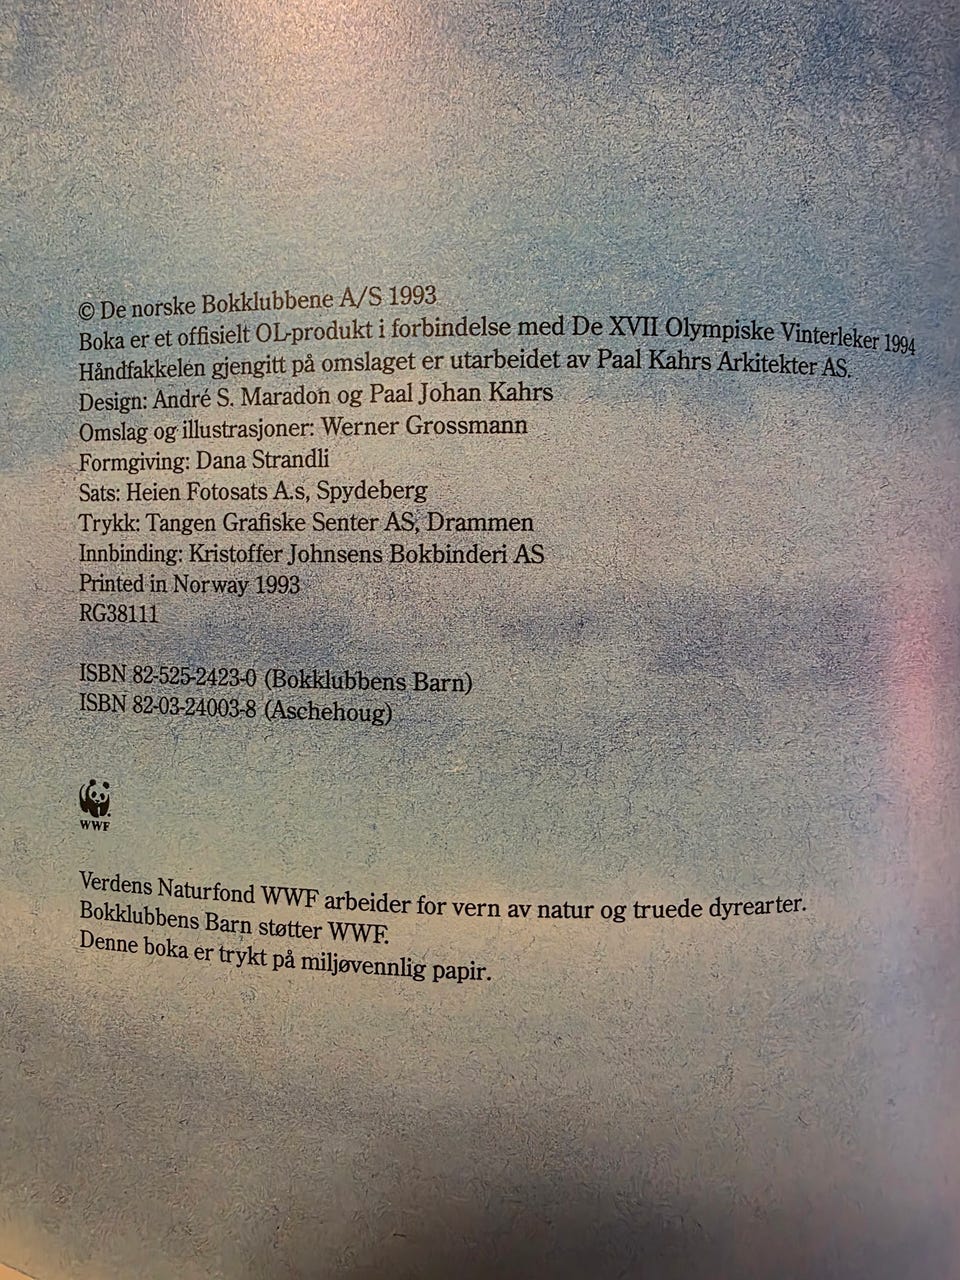 © De norske Bokklubbene A/S 1993
Boka er et offisielt OL-produkt i forbindelse med De XVII Olympiske Vinterleker 1994
Håndfakkelen gjengitt på omslaget er utarbeidet av Paal Kahrs Arkitekter AS.
Design: André S. Maradon og Paal Johan Kahrs
Omslag og illustrasjoner: Werner Grossmann
Formgiving: Dana Strandli
Sats: Heien Fotosats A.s, Spydeberg
Trykk: Tangen Grafiske Senter AS, Drammen
Innbinding: Kristoffer Johnsens Bokbinderi AS
Printed in Norway 1993
RG38111
ISBN 82-525-2423-0 (Bokklubbens Barn)
ISBN 82-03-24003-8 (Aschehoug)
WWF
Verdens Naturfond WWF arbeider for vern av natur og truede dyrearter.
Bokklubbens Barn støtter WWF.
Denne boka er trykt på miljøvennlig papir.